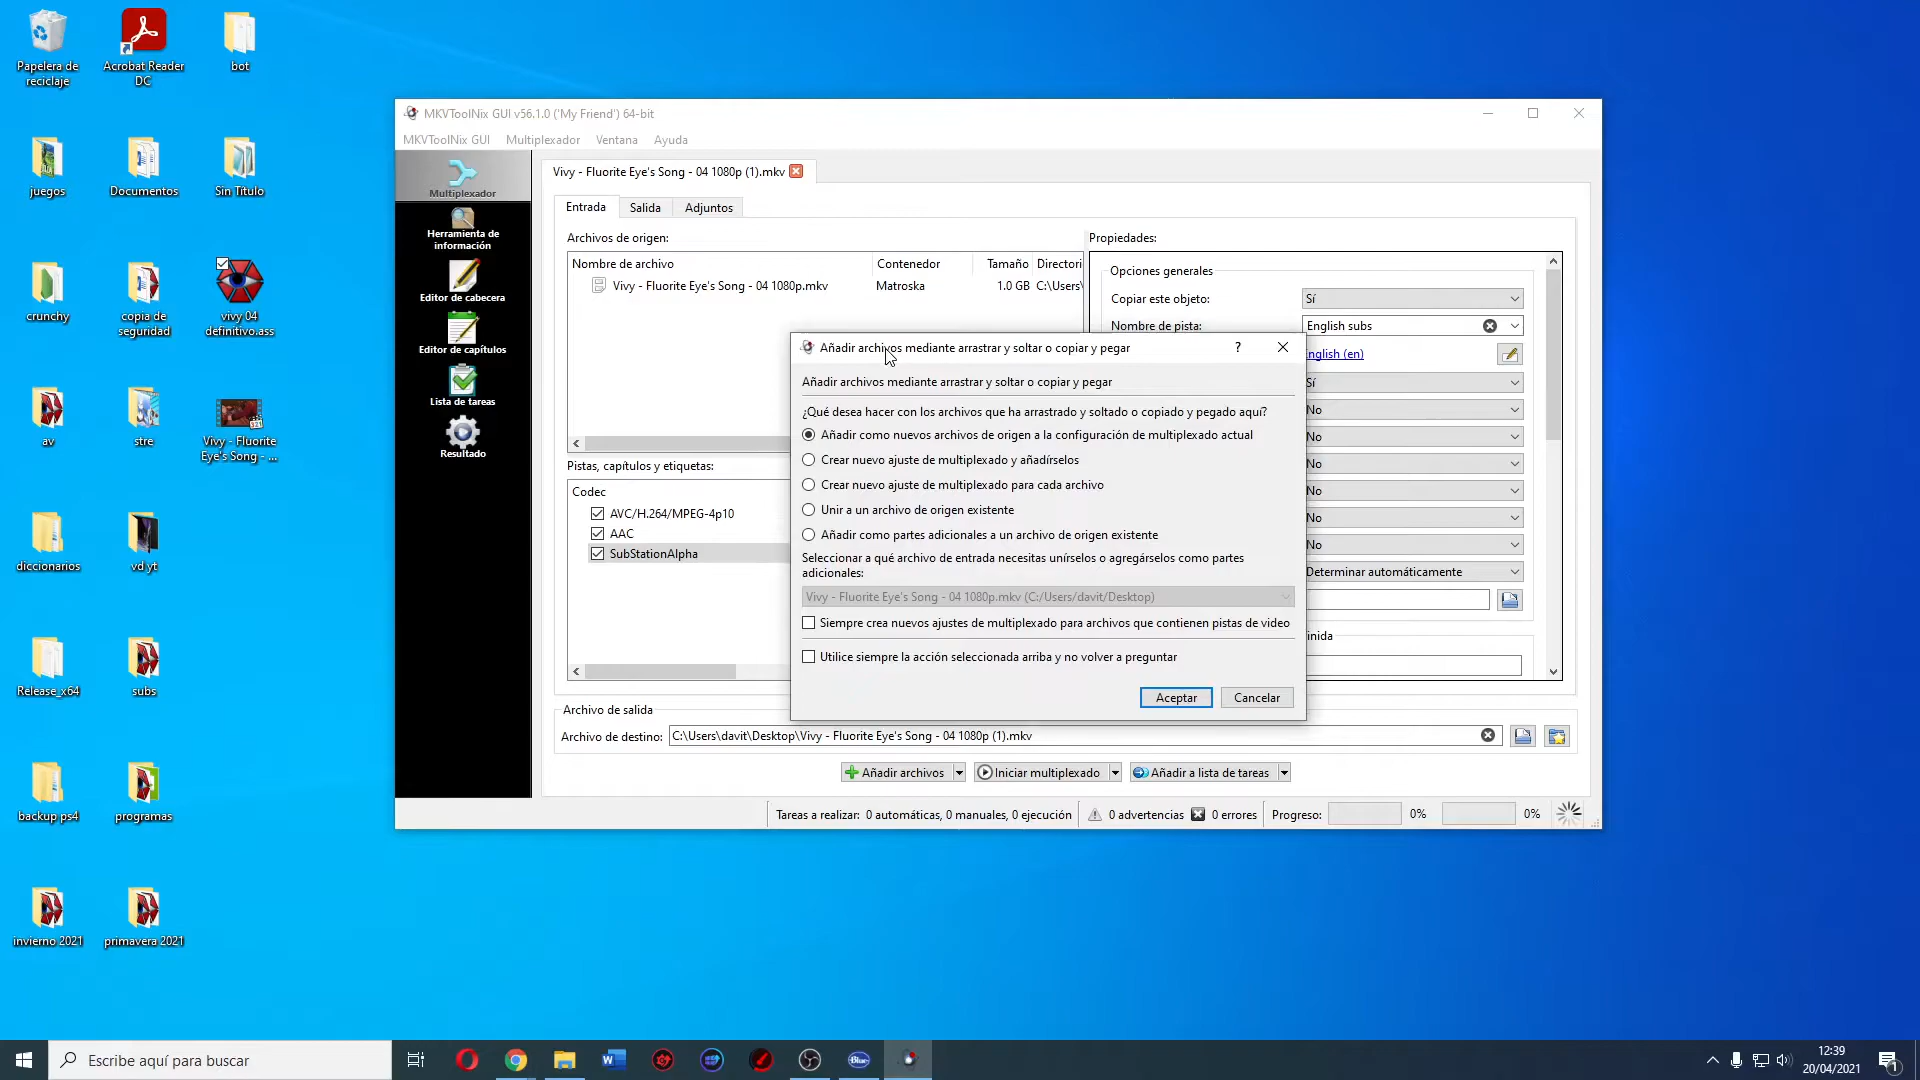 Papelera de reciclaje
Acrobat Reader DC
bot
juegos
Documentos
Sin Título
crunchy
copia de seguridad
vivy 04 definitivo.ass
av
stre
Vivy - Fluorite Eye's Song - ...
diccionarios
vd yt
Release_x64
subs
backup ps4
programas
invierno 2021
primavera 2021
MKVToolNix GUI v56.1.0 ('My Friend') 64-bit
MKVToolNix GUI Multiplexador Ventana Ayuda
Multiplexador
Herramienta de información
Editor de cabecera
Editor de capítulos
Lista de tareas
Resultado
Vivy - Fluorite Eye's Song - 04 1080p (1).mkv
Entrada Salida Adjuntos
Archivos de origen:
Nombre de archivo Contenedor Tamaño Directori
Vivy - Fluorite Eye's Song - 04 1080p.mkv Matroska 1.0 GB C:\Users\
Pistas, capítulos y etiquetas:
Codec
AVC/H.264/MPEG-4p10
AAC
SubStationAlpha
Propiedades:
Opciones generales
Copiar este objeto: Sí
Nombre de pista: English subs
English (en)
Sí
No
No
No
No
No
No
Determinar automáticamente
inida
Añadir archivos mediante arrastrar y soltar o copiar y pegar
?
Añadir archivos mediante arrastrar y soltar o copiar y pegar
¿Qué desea hacer con los archivos que ha arrastrado y soltado o copiado y pegado aquí?
Añadir como nuevos archivos de origen a la configuración de multiplexado actual
Crear nuevo ajuste de multiplexado y añadírselos
Crear nuevo ajuste de multiplexado para cada archivo
Unir a un archivo de origen existente
Añadir como partes adicionales a un archivo de origen existente
Seleccionar a qué archivo de entrada necesitas unírselos o agregárselos como partes
adicionales:
Vivy - Fluorite Eye's Song - 04 1080p.mkv (C:/Users/davit/Desktop)
Siempre crea nuevos ajustes de multiplexado para archivos que contienen pistas de video
Utilice siempre la acción seleccionada arriba y no volver a preguntar
Aceptar Cancelar
Archivo de salida
Archivo de destino: C:\Users\davit\Desktop\Vivy - Fluorite Eye's Song - 04 1080p (1).mkv
Añadir archivos Iniciar multiplexado Añadir a lista de tareas
Tareas a realizar: 0 automáticas, 0 manuales, 0 ejecución 0 advertencias 0 errores Progreso: 0% 0%
Escribe aquí para buscar
Blue
12:39
20/04/2021
1